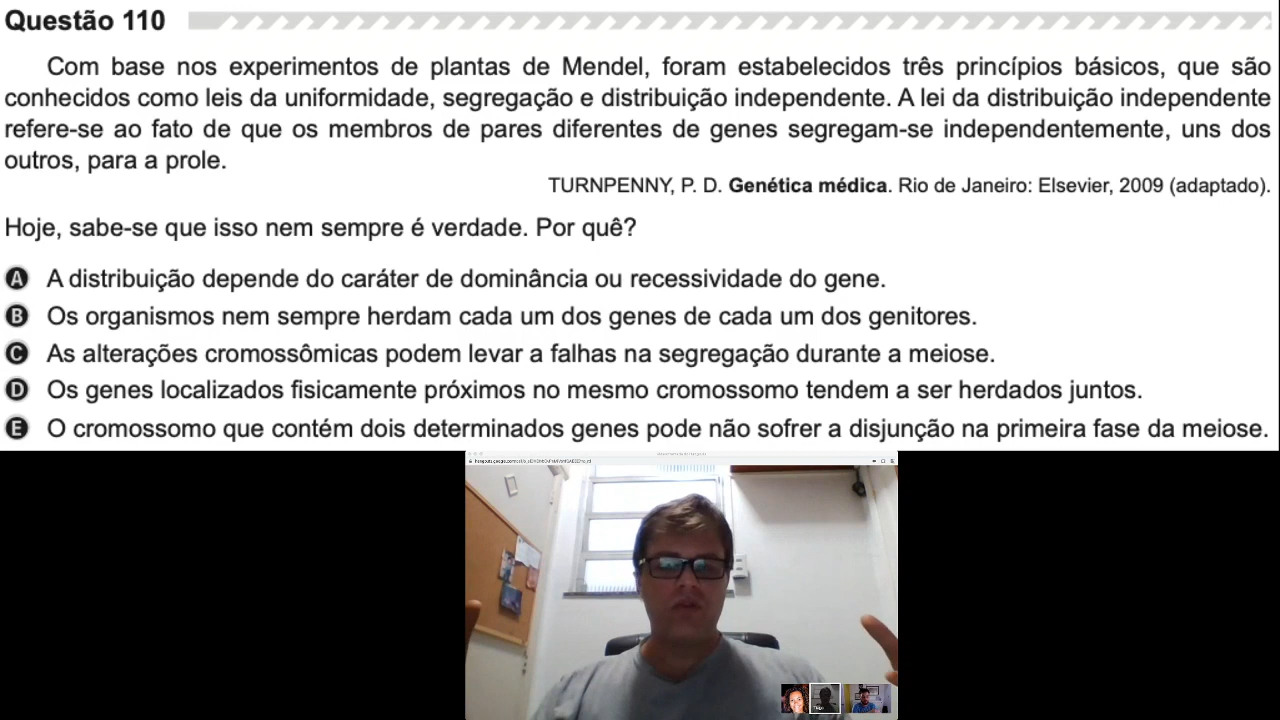 Questão 110
Com base nos experimentos de plantas de Mendel, foram estabelecidos três princípios básicos, que são
conhecidos como leis da uniformidade, segregação e distribuição independente. A lei da distribuição independente
refere-se ao fato de que os membros de pares diferentes de genes segregam-se independentemente, uns dos
outros, para a prole.
TURNPENNY, P. D. Genética médica. Rio de Janeiro: Elsevier, 2009 (adaptado).
Hoje, sabe-se que isso nem sempre é verdade. Por quê?
A A distribuição depende do caráter de dominância ou recessividade do gene.
B Os organismos nem sempre herdam cada um dos genes de cada um dos genitores.
C As alterações cromossômicas podem levar a falhas na segregação durante a meiose.
D Os genes localizados fisicamente próximos no mesmo cromossomo tendem a ser herdados juntos.
E O cromossomo que contém dois determinados genes pode não sofrer a disjunção na primeira fase da meiose.